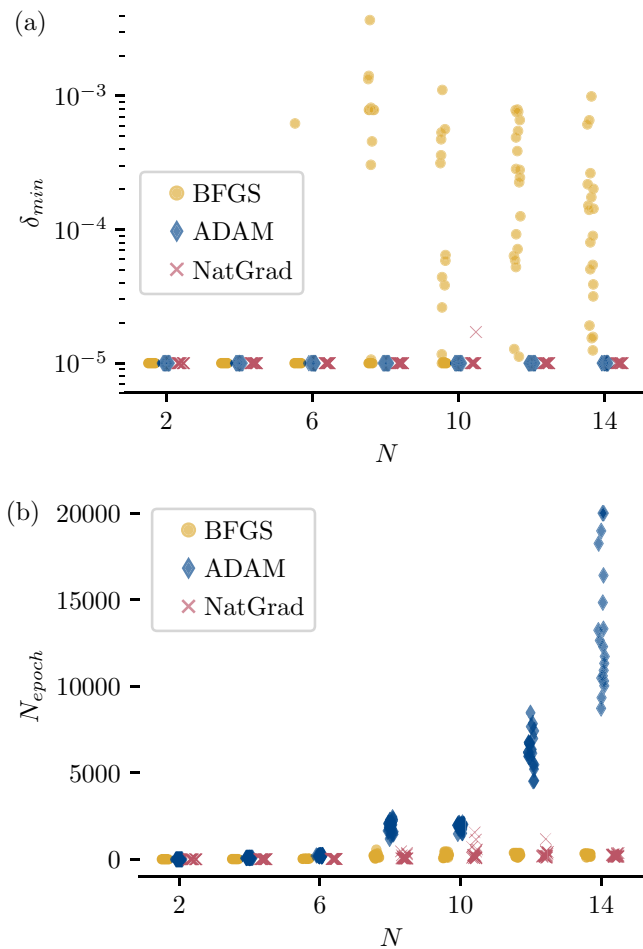 (a)
10⁻³
10⁻⁴
10⁻⁵
δ_min
BFGS
ADAM
NatGrad
2 6 10 14
N
(b)
20000
15000
10000
5000
0
N_epoch
BFGS
ADAM
NatGrad
2 6 10 14
N